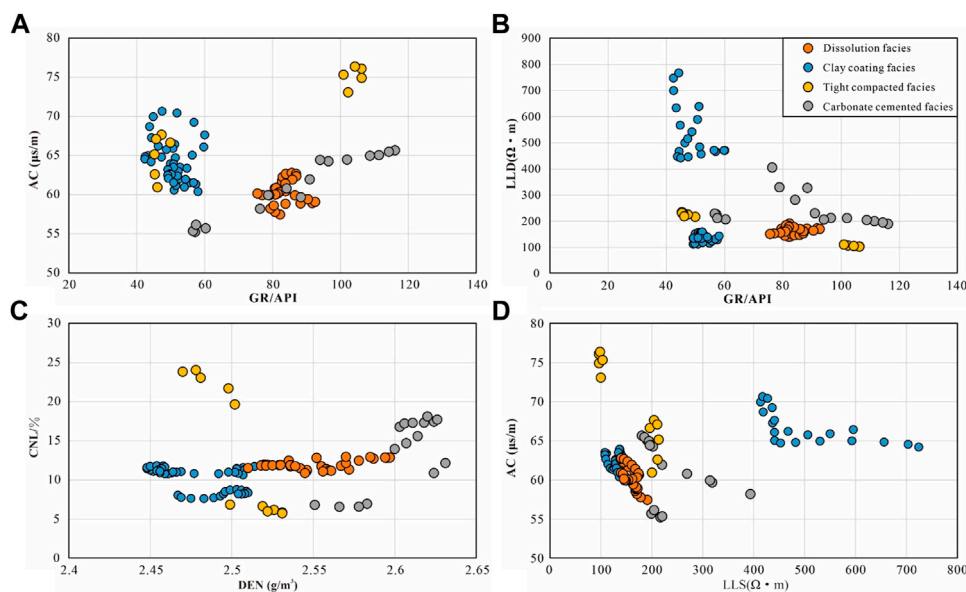 A
AC (μs/m)
80
75
70
65
60
55
50
0 20 40 60 80 100 120 140
GR/API
B
LLD(Ω·m)
900
800
700
600
500
400
300
200
100
0
0 20 40 60 80 100 120 140
GR/API
Dissolution facies
Clay coating facies
Tight compacted facies
Carbonate cemented facies
C
CNL/%
30
25
20
15
10
5
0
2.4 2.45 2.5 2.55 2.6 2.65
DEN (g/m³)
D
AC (μs/m)
80
75
70
65
60
55
50
0 100 200 300 400 500 600 700 800
LLS(Ω·m)